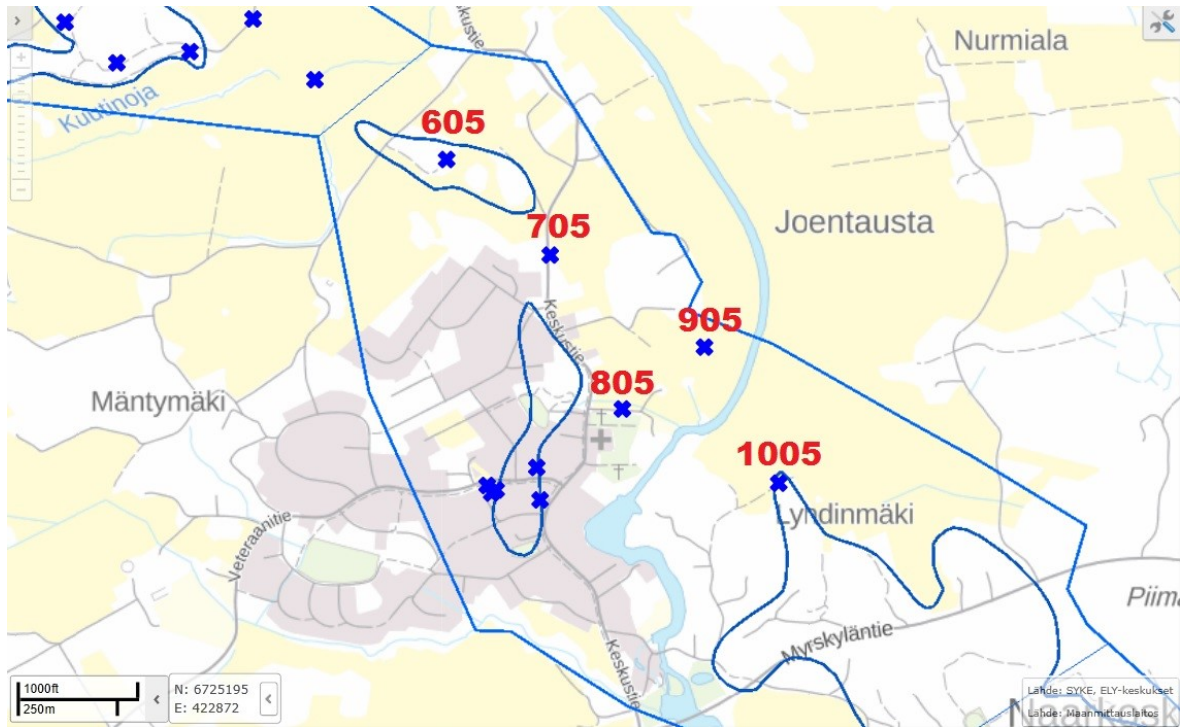 Keskustie
Nurmiala
Kuutinoja
605
Joentausta
705
Keskustie
905
805
Mäntymäki
1005
Lyhdinmäki
Veteraanitie
Myrskyläntie
Keskustie
1000ft
250m
N: 6725195
E: 422872
Lähde: SYKE, ELY-keskukset
Lähde: Maanmittauslaitos